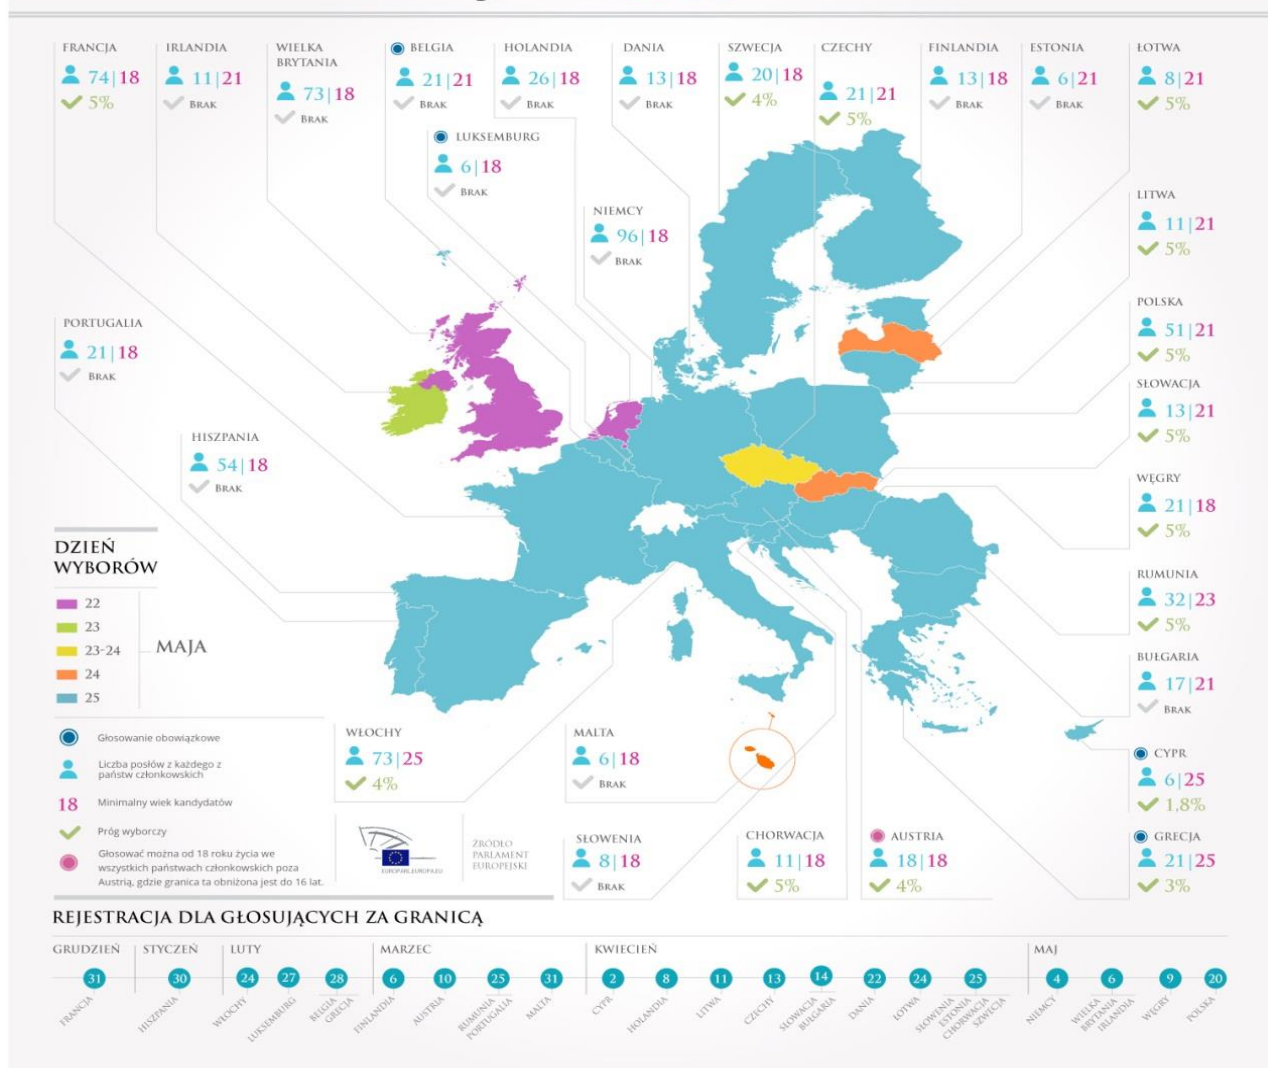 FRANCJA
74|18
5%
IRLANDIA
11|21
BRAK
WIELKA
BRYTANIA
73|18
BRAK
BELGIA
21|21
BRAK
HOLANDIA
26|18
BRAK
DANIA
13|18
BRAK
SZWECJA
20|18
4%
CZECHY
21|21
5%
FINLANDIA
13|18
BRAK
ESTONIA
6|21
BRAK
ŁOTWA
8|21
5%
LUKSEMBURG
6|18
BRAK
NIEMCY
96|18
BRAK
LITWA
11|21
5%
POLSKA
51|21
5%
PORTUGALIA
21|18
BRAK
SŁOWACJA
13|21
5%
HISZPANIA
54|18
BRAK
WĘGRY
21|18
5%
RUMUNIA
32|23
5%
BUŁGARIA
17|21
BRAK
CYPR
6|25
1,8%
GRECJA
21|25
3%
DZIEŃ
WYBORÓW
22
23
23-24
24
25
MAJA
Głosowanie obowiązkowe
Liczba posłów z każdego z
państw członkowskich
18 Minimalny wiek kandydatów
Próg wyborczy
Głosować można od 18 roku życia we
wszystkich państwach członkowskich poza
Austrią, gdzie granica ta obniżona jest do 16 lat.
WŁOCHY
73|25
4%
MALTA
6|18
BRAK
EUROPARL.EUROPA.EU
ŹRÓDŁO
PARLAMENT
EUROPEJSKI
SŁOWENIA
8|18
BRAK
CHORWACJA
11|18
5%
AUSTRIA
18|18
4%
REJESTRACJA DLA GŁOSUJĄCYCH ZA GRANICĄ
GRUDZIEŃ
31
FRANCJA
STYCZEŃ
30
HISZPANIA
LUTY
24
WŁOCHY
27
LUKSEMBURG
28
BELGIA
GRECJA
MARZEC
6
FINLANDIA
10
AUSTRIA
25
RUMUNIA
PORTUGALIA
31
MALTA
KWIECIEŃ
2
CYPR
8
HOLANDIA
11
LITWA
13
CZECHY
14
SŁOWACJA
BUŁGARIA
22
DANIA
24
ŁOTWA
25
SŁOWENIA
ESTONIA
CHORWACJA
SZWECJA
MAJ
4
NIEMCY
6
WIELKA
BRYTANIA
IRLANDIA
9
WĘGRY
20
POLSKA